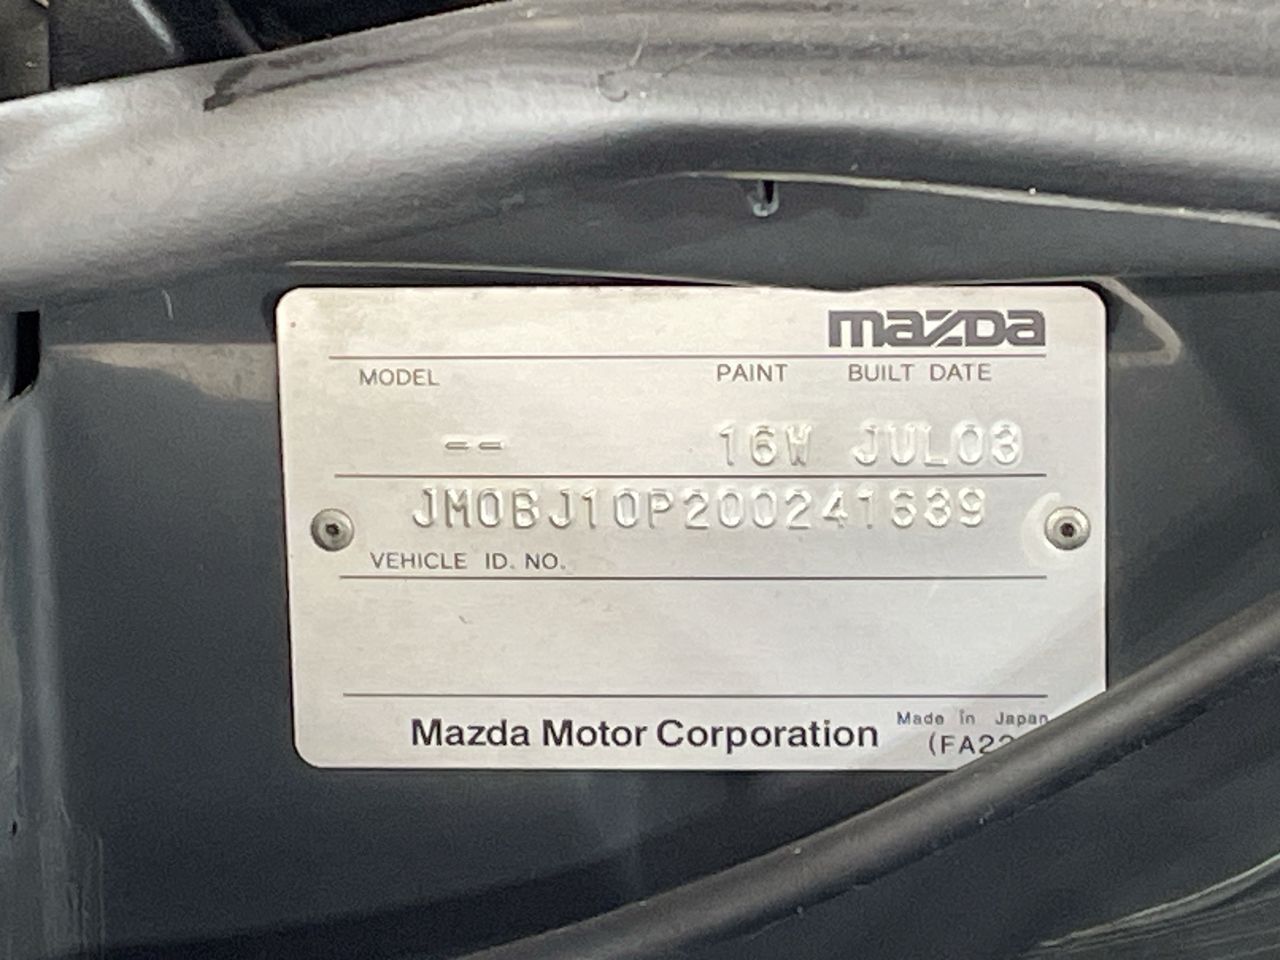 mazda
MODEL PAINT BUILT DATE
-- 16W JUL03
JM0BJ10P200241639
VEHICLE ID. NO.
Mazda Motor Corporation
Made in Japan